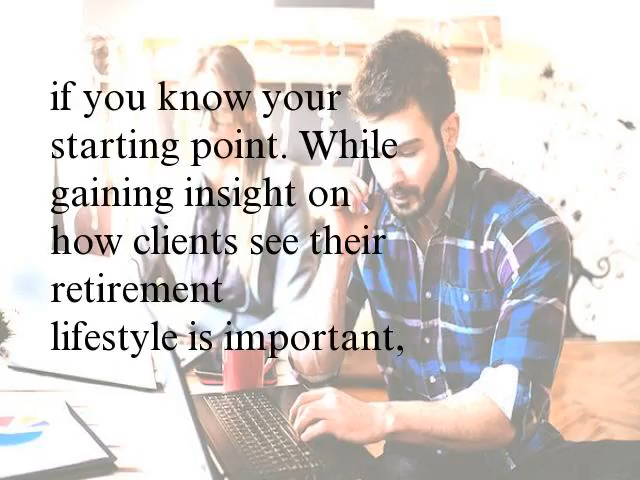 if you know your
starting point. While
gaining insight on
how clients see their
retirement
lifestyle is important,